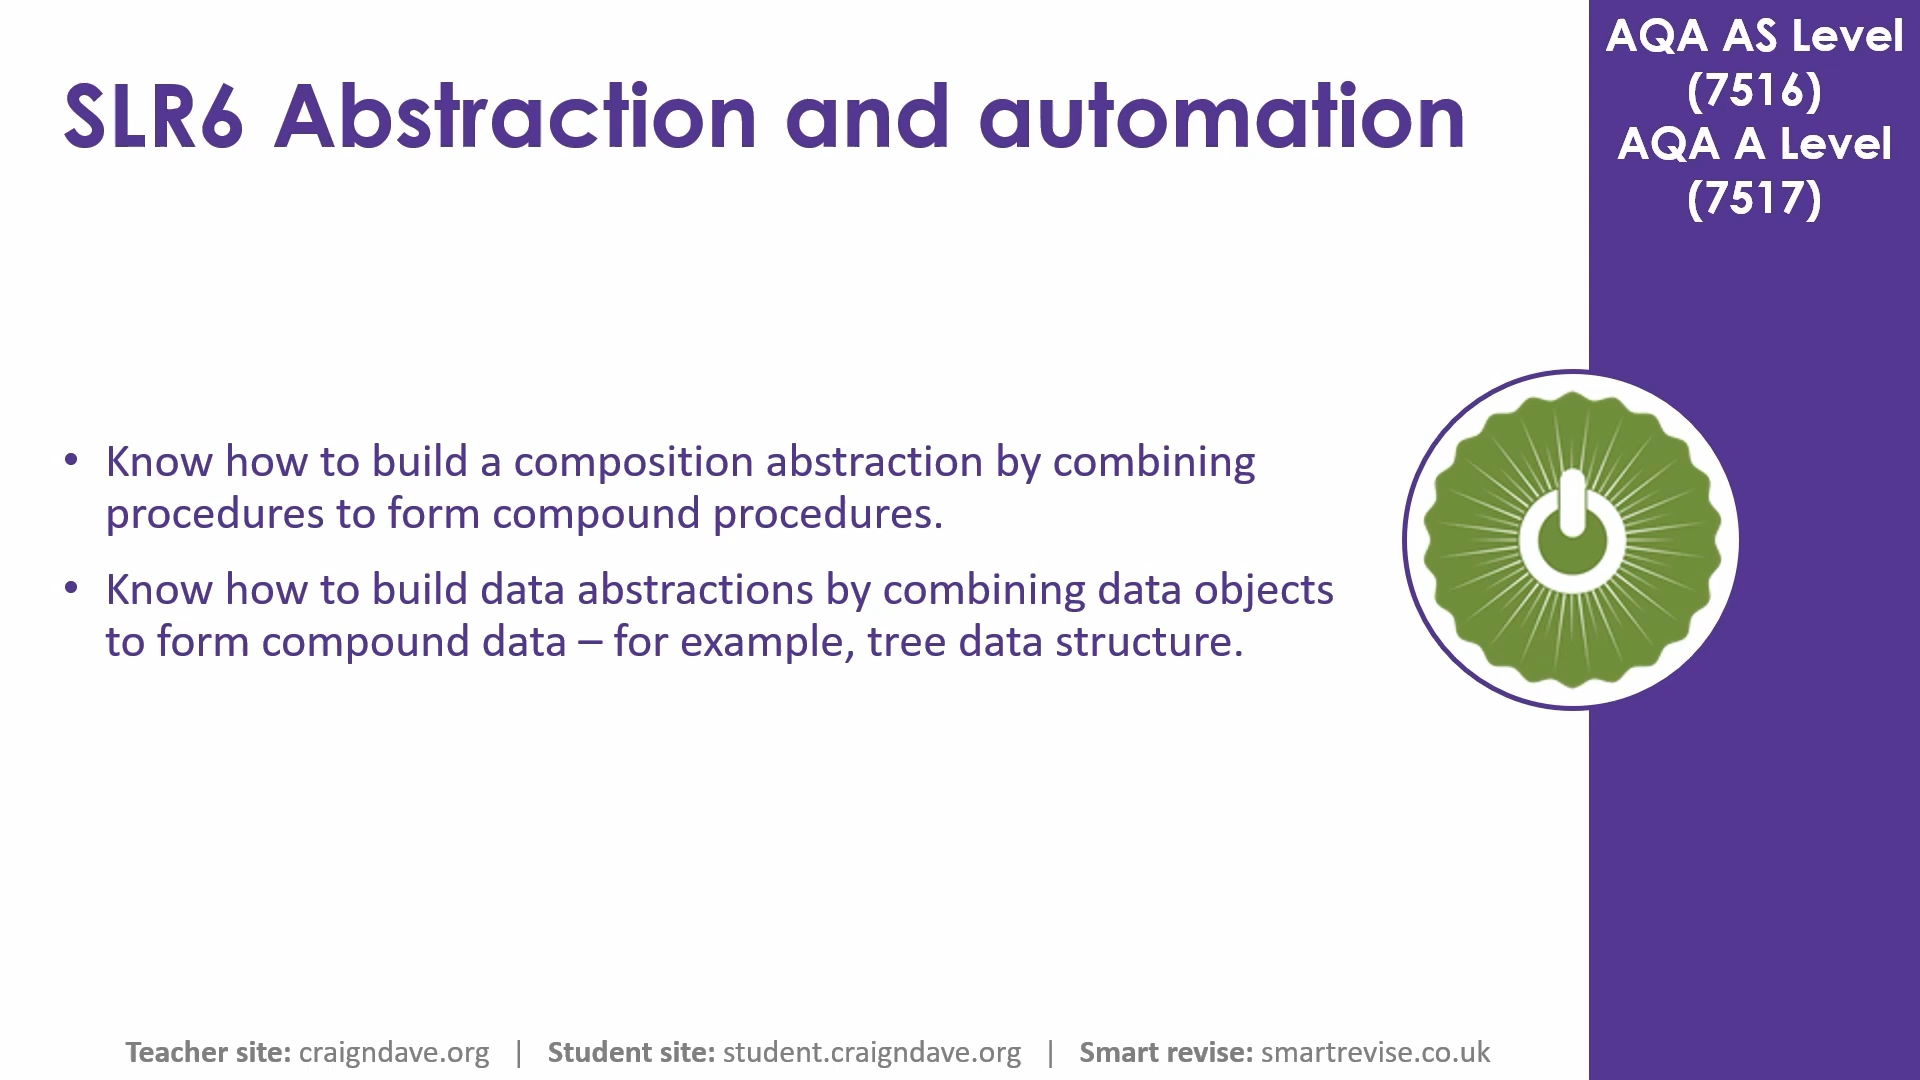 SLR6 Abstraction and automation
AQA AS Level
(7516)
AQA A Level
(7517)
• Know how to build a composition abstraction by combining
procedures to form compound procedures.
• Know how to build data abstractions by combining data objects
to form compound data – for example, tree data structure.
Teacher site: craigndave.org | Student site: student.craigndave.org | Smart revise: smartrevise.co.uk